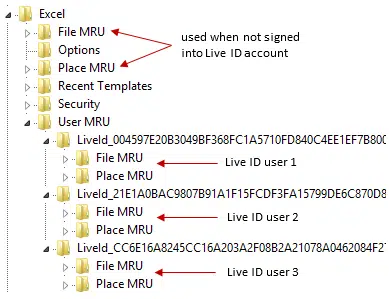 Excel
File MRU
used when not signed
into Live ID account
Options
Place MRU
Recent Templates
Security
User MRU
LiveId_004597E20B3049BF368FC1A5710FD840C4EE1EF7B800
File MRU
Live ID user 1
Place MRU
LiveId_21E1A0BAC9807B91A1F15FCDF3FA15799DE6C870D8
File MRU
Live ID user 2
Place MRU
LiveId_CC6E16A8245CC16A203A2F08B2A21078A0462084F27
File MRU
Live ID user 3
Place MRU